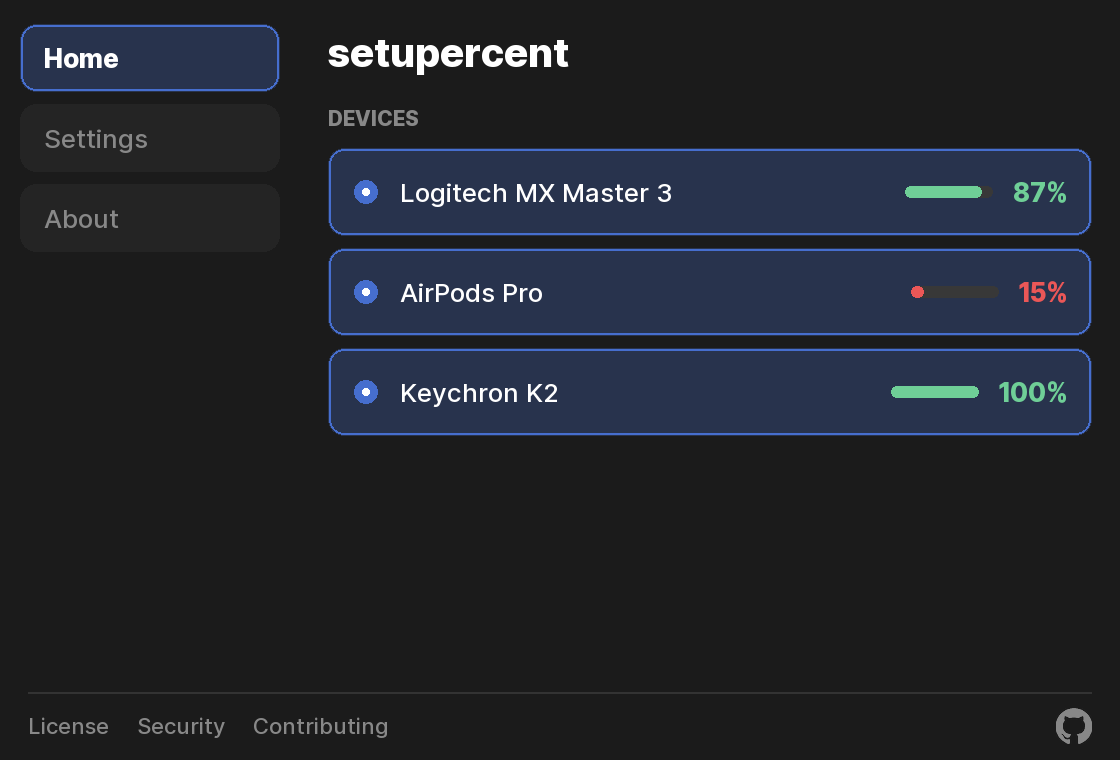 Home
Settings
About
setupercent
DEVICES
Logitech MX Master 3 87%
AirPods Pro 15%
Keychron K2 100%
License Security Contributing